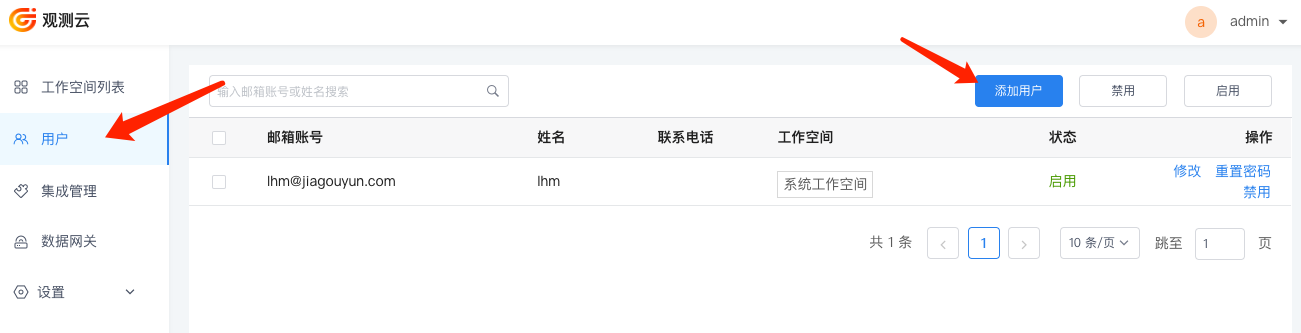 观测云
a admin
工作空间列表
用户
集成管理
数据网关
设置
输入邮箱账号或姓名搜索
添加用户 禁用 启用
邮箱账号 姓名 联系电话 工作空间 状态 操作
lhm@jiagouyun.com lhm 系统工作空间 启用 修改 重置密码
禁用
共 1 条 1 10 条/页 跳至 1 页